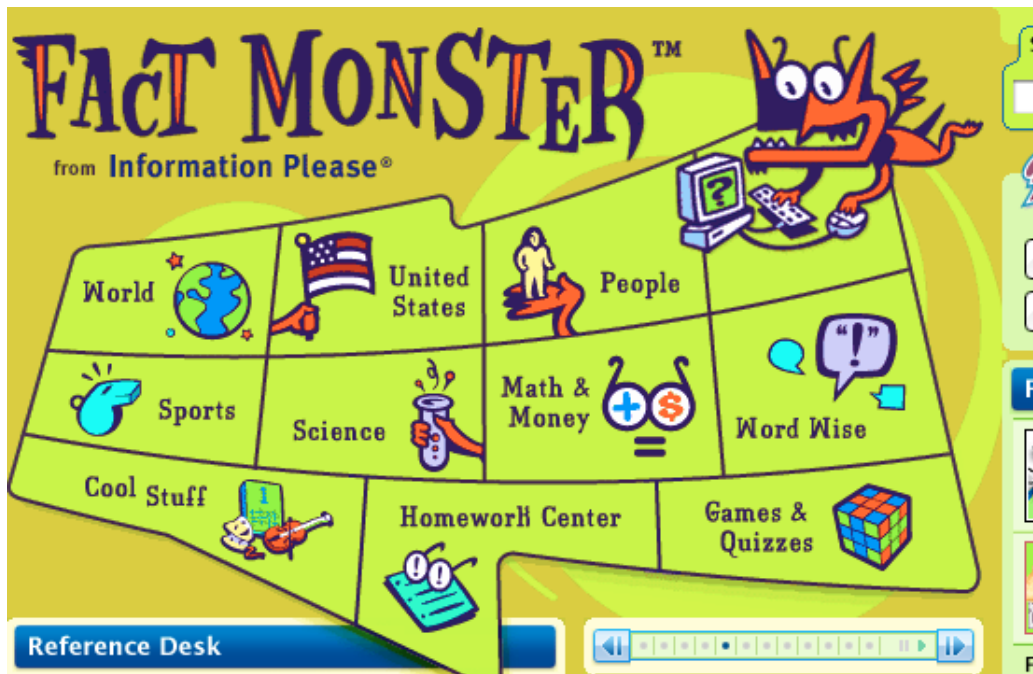 FACT MONSTER™
from Information Please®
World
United
States
People
Sports
Science
Math &
Money
Word Wise
Cool Stuff
Homework Center
Games &
Quizzes
Reference Desk